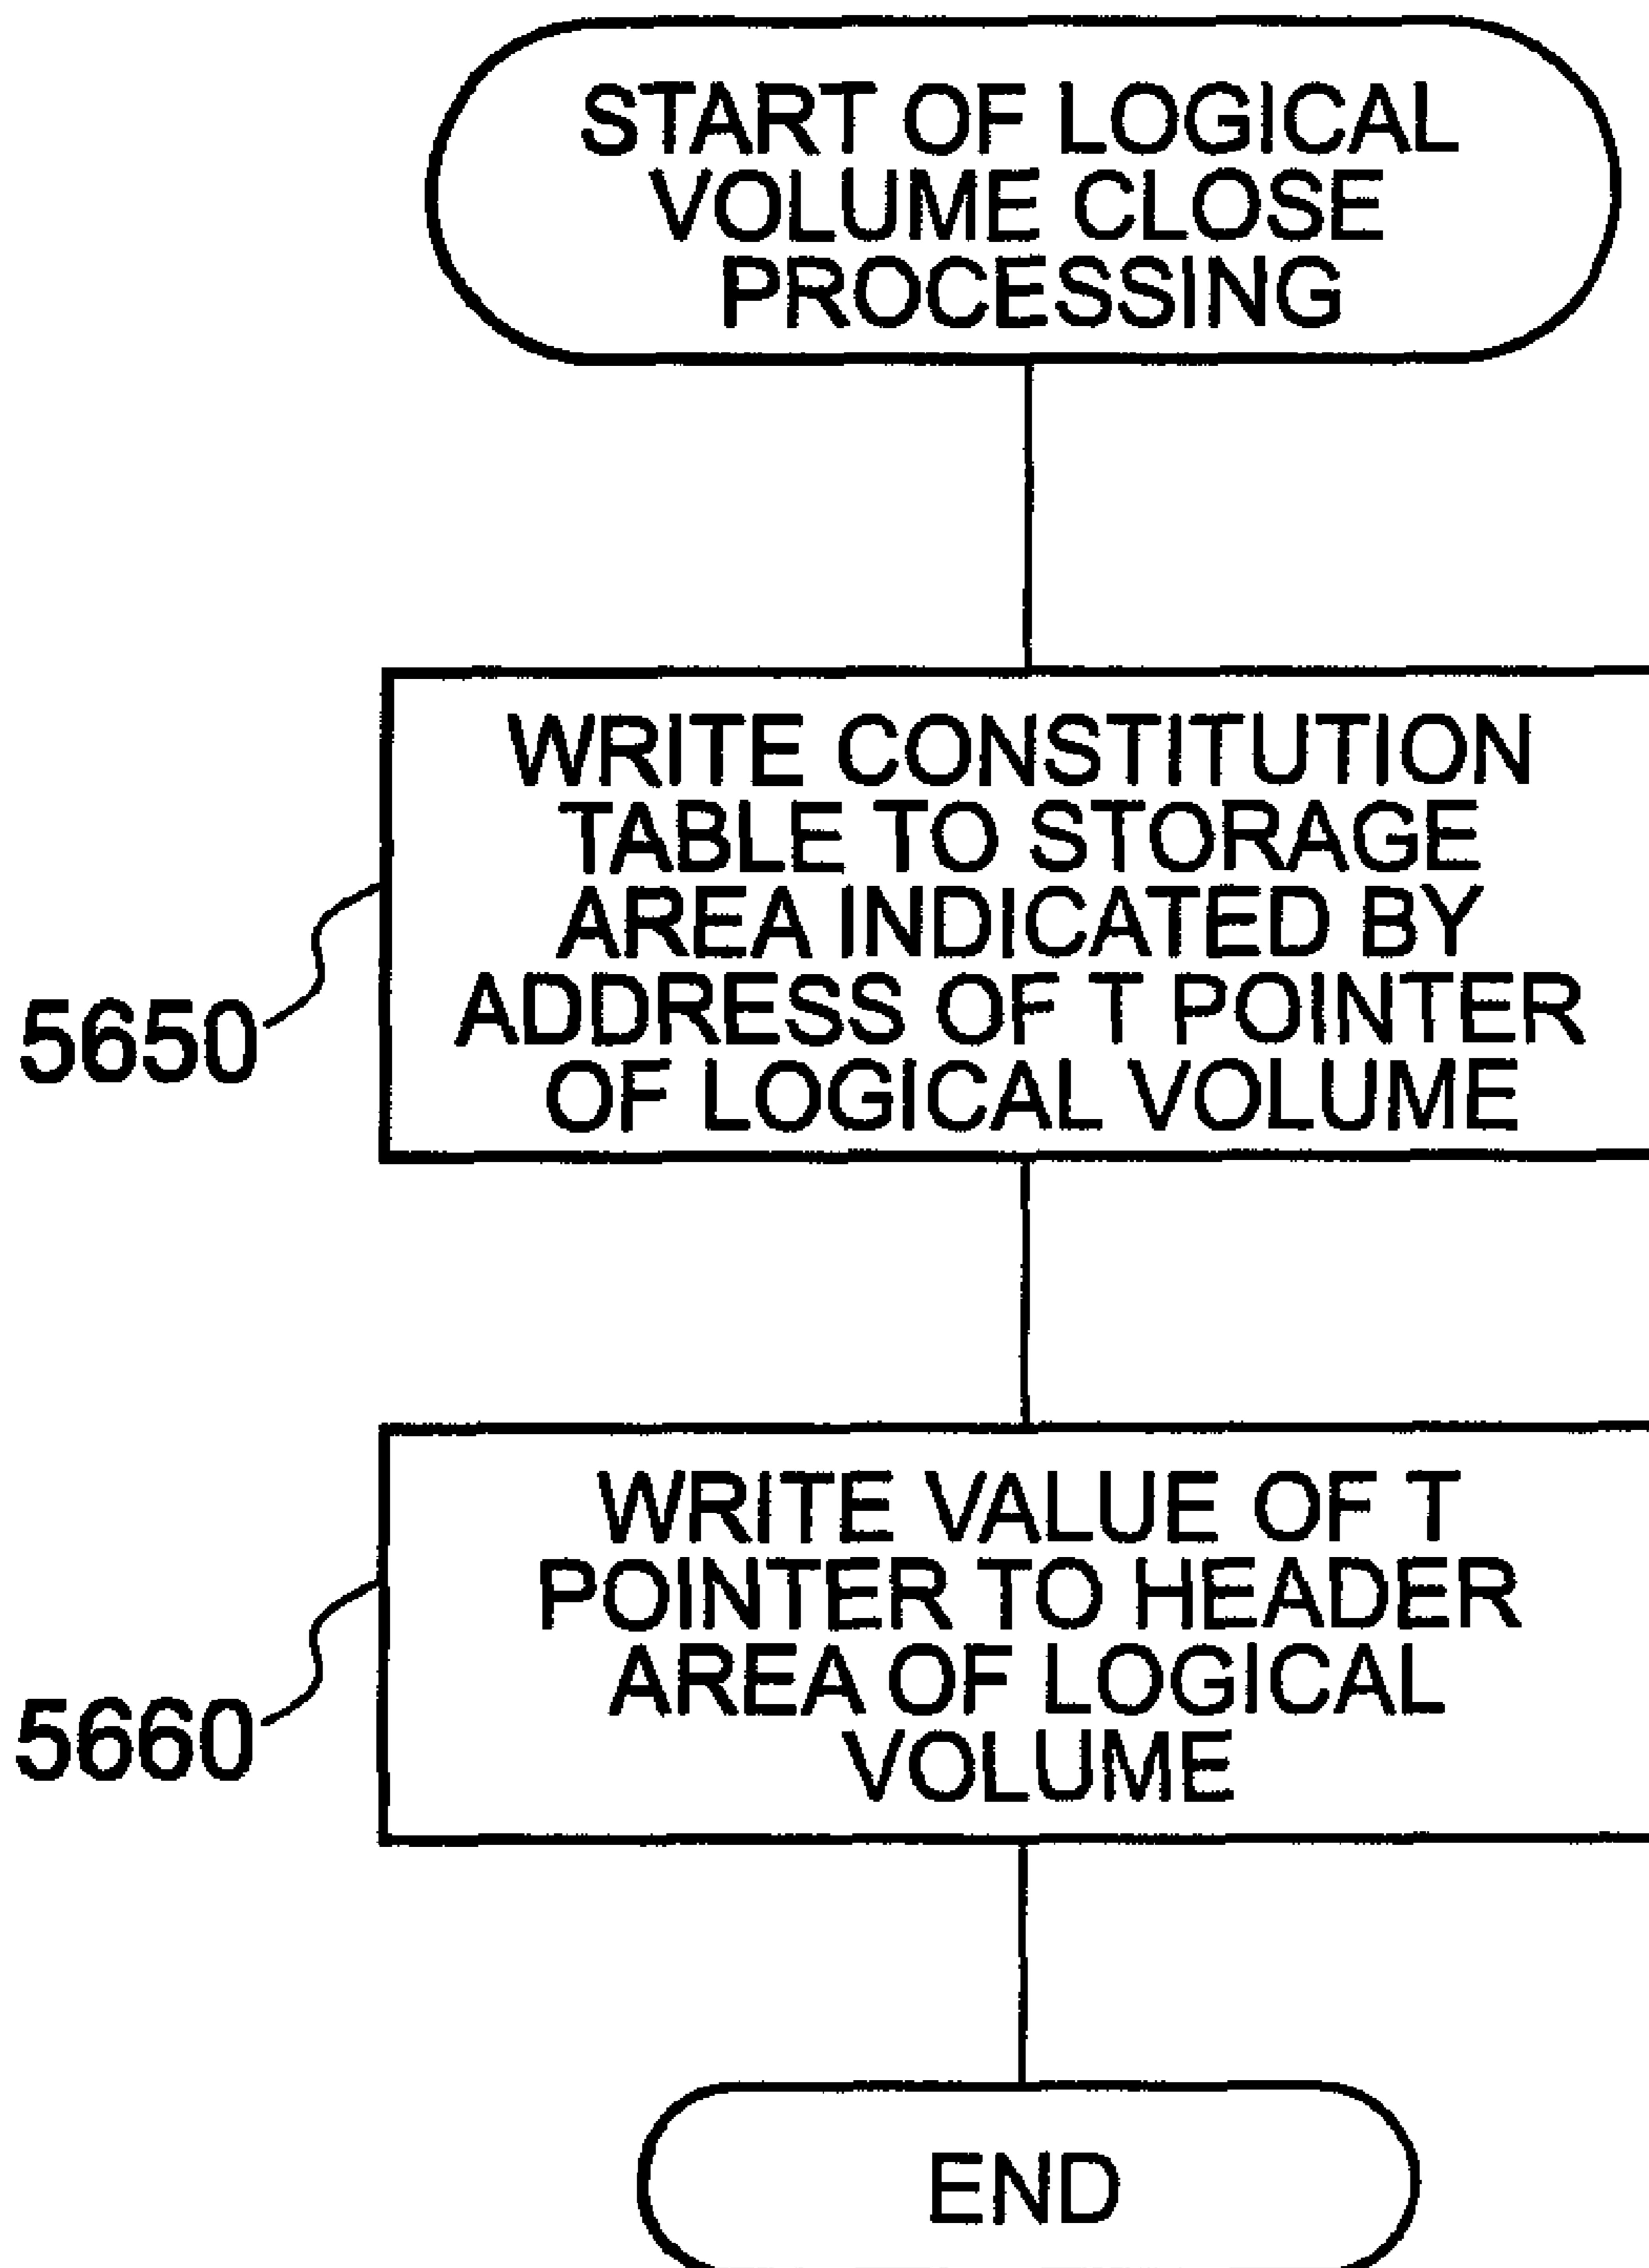 START OF LOGICAL
VOLUME CLOSE
PROCESSING
WRITE CONSTITUTION
TABLE TO STORAGE
AREA INDICATED BY
ADDRESS OF T POINTER
OF LOGICAL VOLUME
5650
WRITE VALUE OF T
POINTER TO HEADER
AREA OF LOGICAL
VOLUME
5660
END